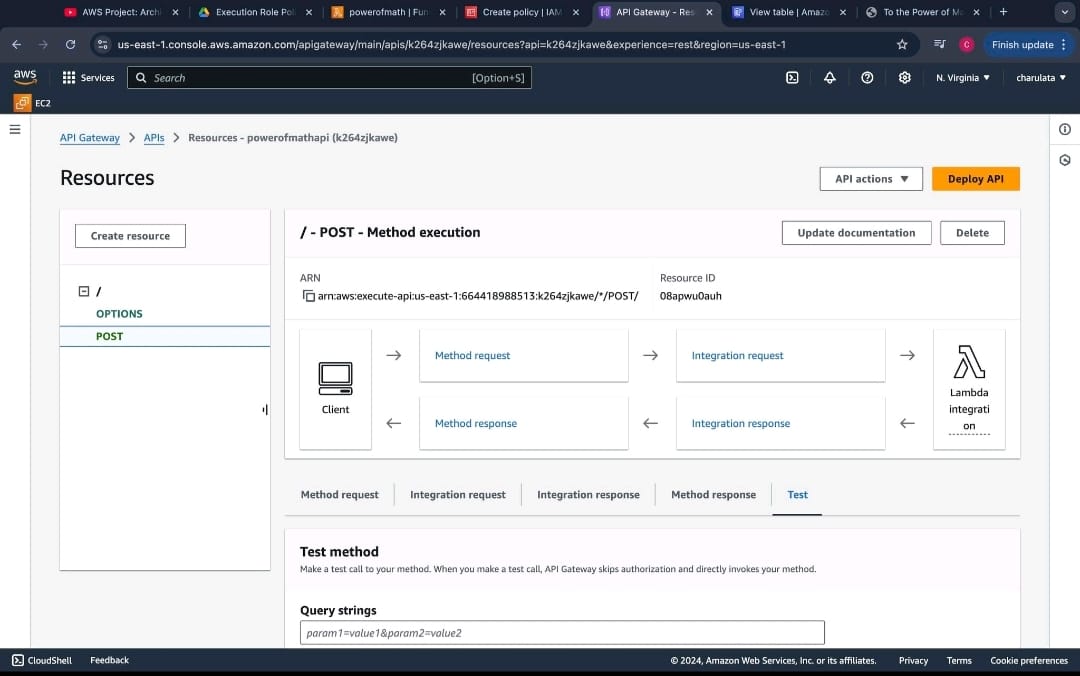 AWS Project: Archi
Execution Role Poli
powerofmath | Fun
Create policy | IAM
API Gateway - Res
View table | Amazo
To the Power of Ma
us-east-1.console.aws.amazon.com/apigateway/main/apis/k264zjkawe/resources?api=k264zjkawe&experience=rest&region=us-east-1
C
Finish update
aws
Services
Search
[Option+S]
N. Virginia
charulata
EC2
API Gateway
APIs
Resources - powerofmathapi (k264zjkawe)
Resources
API actions
Deploy API
Create resource
/
OPTIONS
POST
/ - POST - Method execution
Update documentation
Delete
ARN
arn:aws:execute-api:us-east-1:664418988513:k264zjkawe/*/POST/
Resource ID
08apwu0auh
Client
Method request
Integration request
Method response
Integration response
Lambda
integrati
on
Method request
Integration request
Integration response
Method response
Test
Test method
Make a test call to your method. When you make a test call, API Gateway skips authorization and directly invokes your method.
Query strings
param1=value1&param2=value2
CloudShell
Feedback
© 2024, Amazon Web Services, Inc. or its affiliates.
Privacy
Terms
Cookie preferences